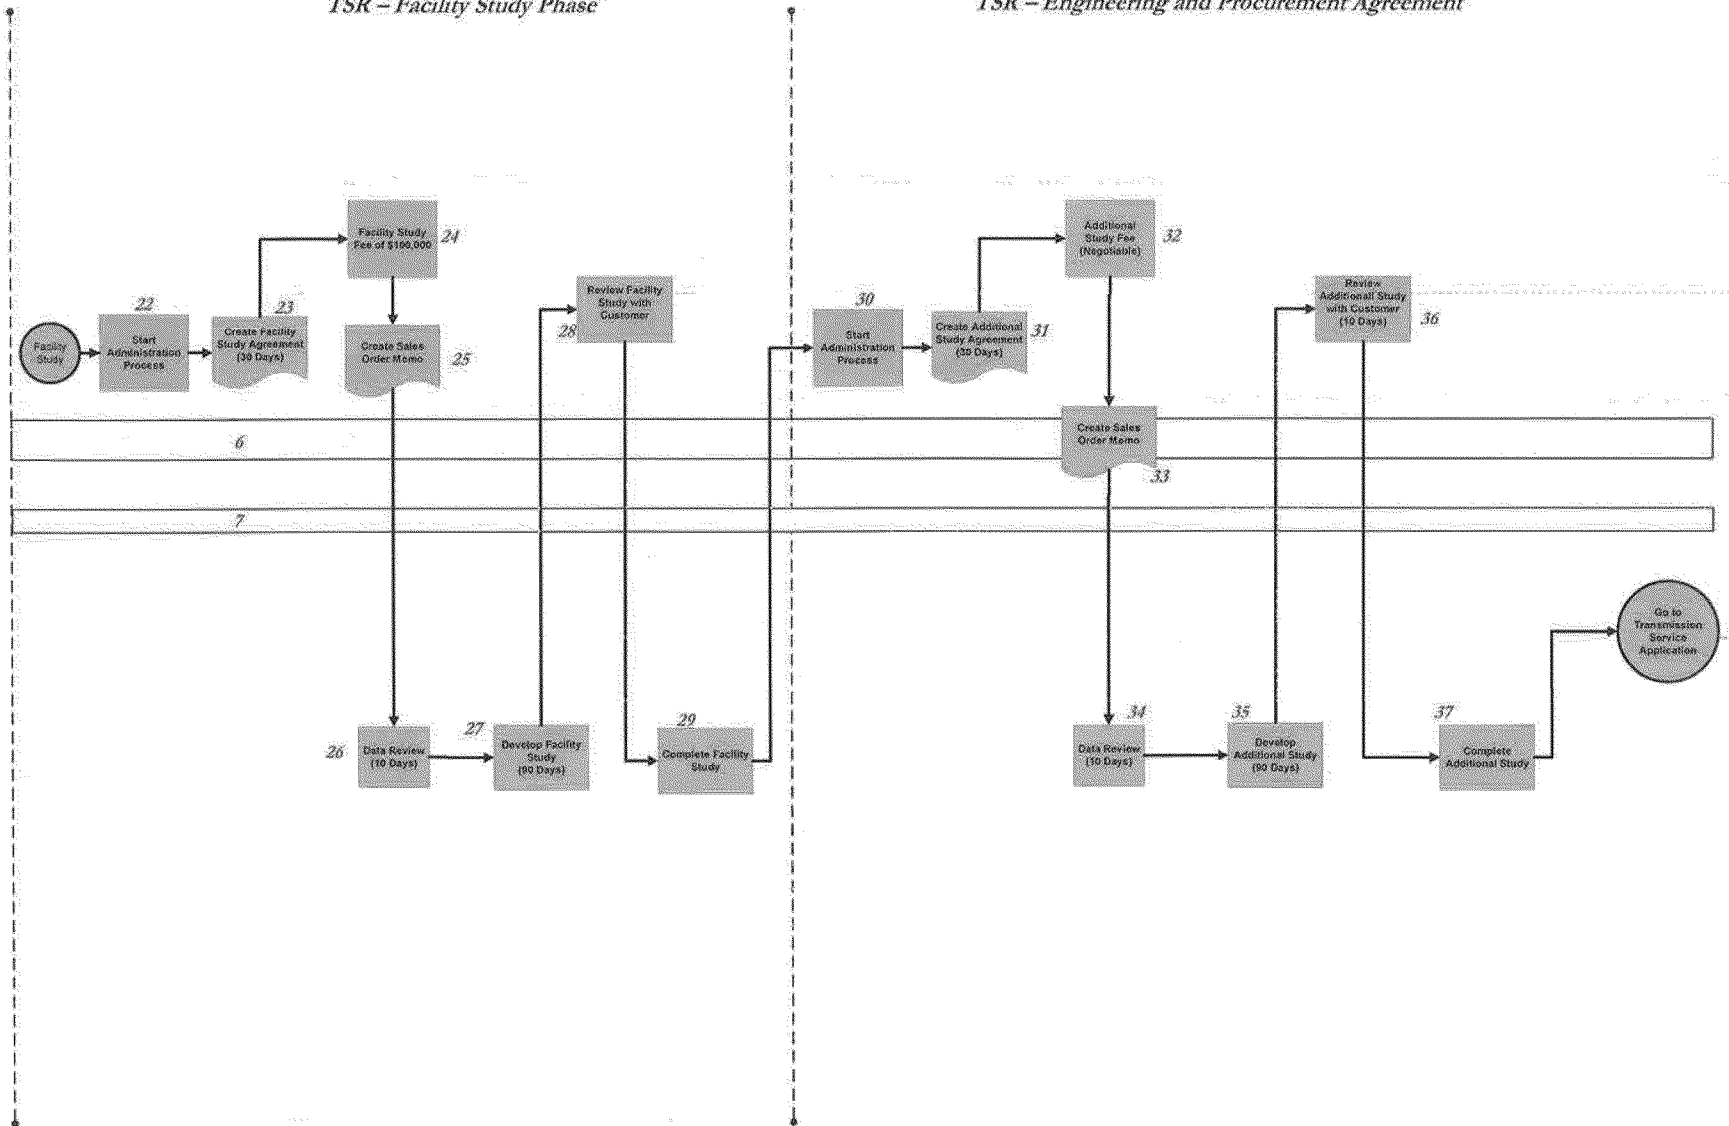 TSR – Facility Study Phase
TSR – Engineering and Procurement Agreement
Facility
Study
22
Start
Administration
Process
23
Create Facility
Study Agreement
(30 Days)
Facility Study
Fee of $100,000
24
Create Sales
Order Memo
25
26
Data Review
(10 Days)
27
Develop Facility
Study
(90 Days)
Review Facility
Study with
Customer
28
29
Complete Facility
Study
30
Start
Administration
Process
Create Additional
Study Agreement
(30 Days)
31
Additional
Study Fee
(Negotiable)
32
Create Sales
Order Memo
33
34
Data Review
(10 Days)
35
Develop
Additional Study
(90 Days)
Review
Additionall Study
with Customer
(10 Days)
36
37
Complete
Additional Study
Go to
Transmission
Service
Application
6
7